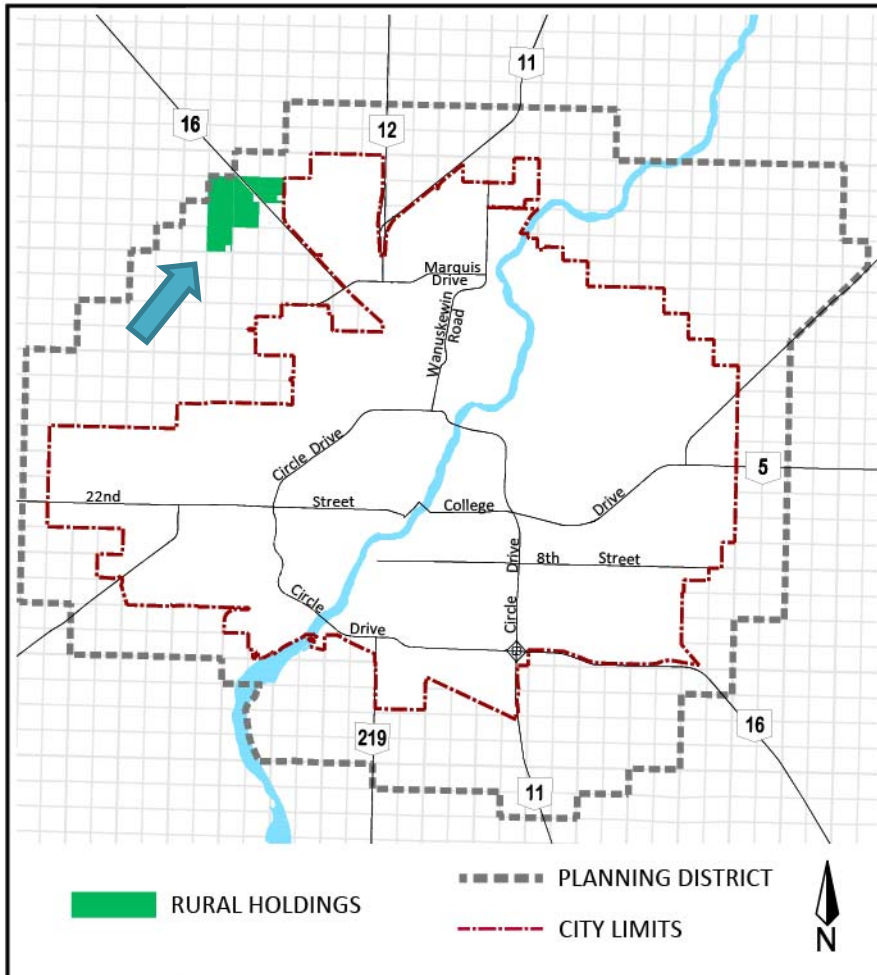 11
16
12
Marquis
Drive
Wanuskewin
Road
Circle Drive
5
22nd
Street
College
Drive
Drive
8th
Street
Circle
Circle
Drive
16
219
11
RURAL HOLDINGS
PLANNING DISTRICT
CITY LIMITS
N